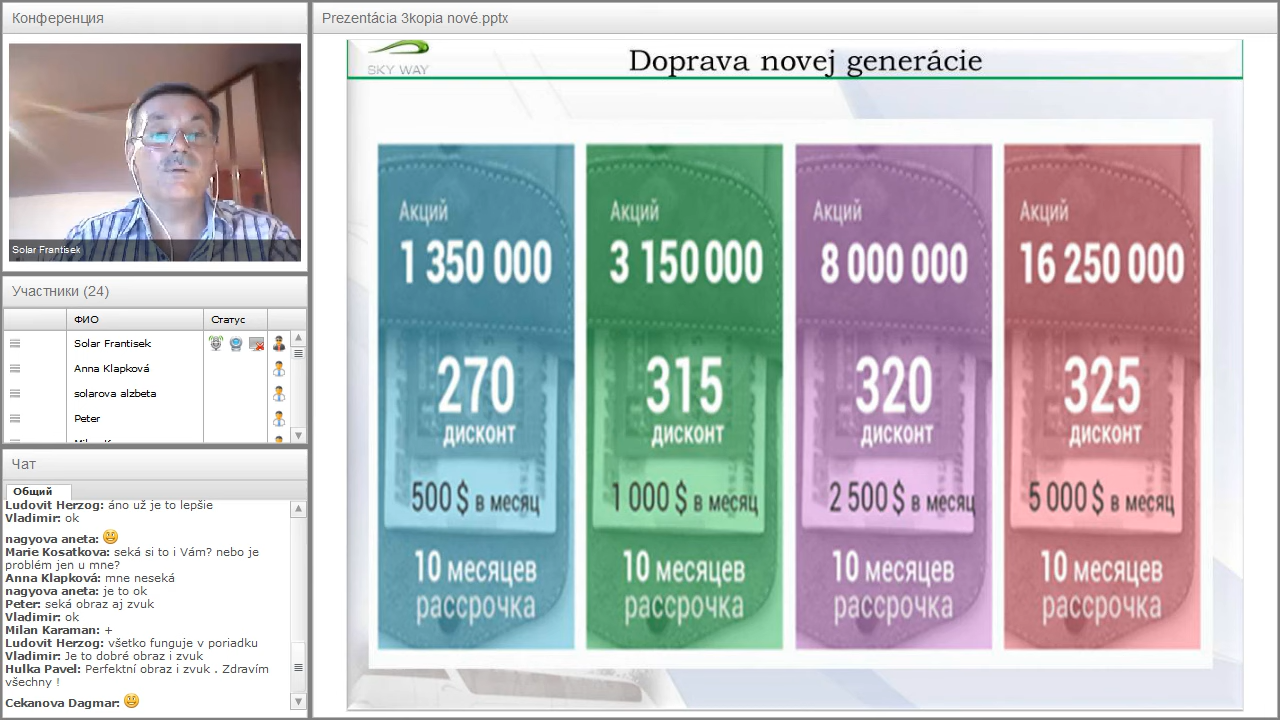 Конференция
Solar Frantisek
Участники (24)
ФИО
Статус
Solar Frantisek
Anna Klapková
solarova alzbeta
Peter
Чат
Общий
Ludovit Herzog: áno už je to lepšie
Vladimir: ok
nagyova aneta:
Marie Kosatkova: seká si to i Vám? nebo je
problém jen u mne?
Anna Klapková: mne neseká
nagyova aneta: je to ok
Peter: seká obraz aj zvuk
Vladimir: ok
Milan Karaman: +
Ludovit Herzog: všetko funguje v poriadku
Vladimir: Je to dobré obraz i zvuk
Hulka Pavel: Perfektní obraz i zvuk . Zdravím
všechny !
Cekanova Dagmar:
Prezentácia 3kopia nové.pptx
SKY WAY
Doprava novej generácie
Акций
1 350 000
270
дисконт
500 $ в месяц
10 месяцев
рассрочка
Акций
3 150 000
315
дисконт
1 000 $ в месяц
10 месяцев
рассрочка
Акций
8 000 000
320
дисконт
2 500 $ в месяц
10 месяцев
рассрочка
Акций
16 250 000
325
дисконт
5 000 $ в месяц
10 месяцев
рассрочка